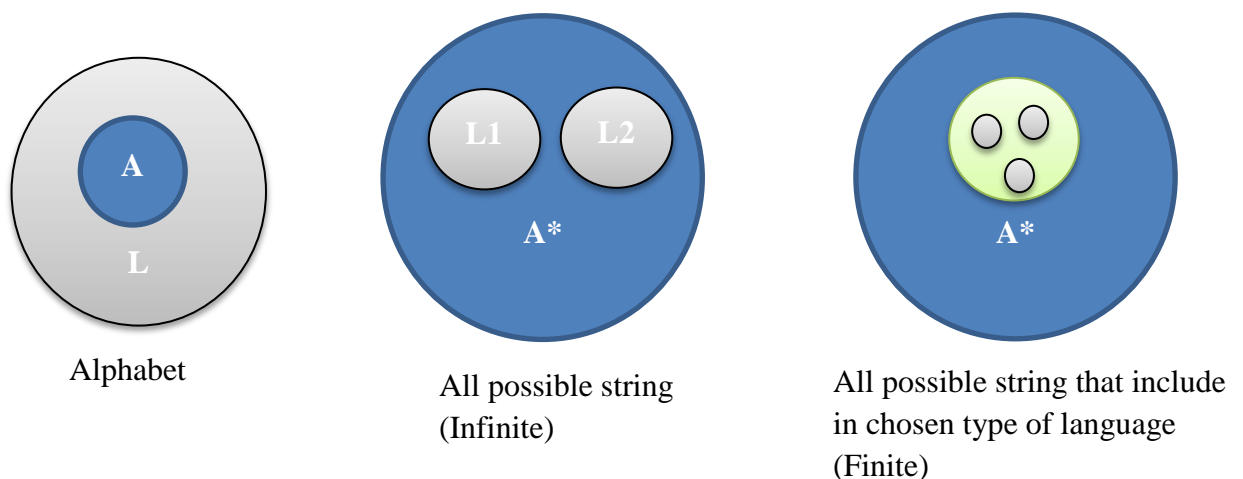 A
L
Alphabet
L1
L2
A*
All possible string
(Infinite)
A*
All possible string that include
in chosen type of language
(Finite)